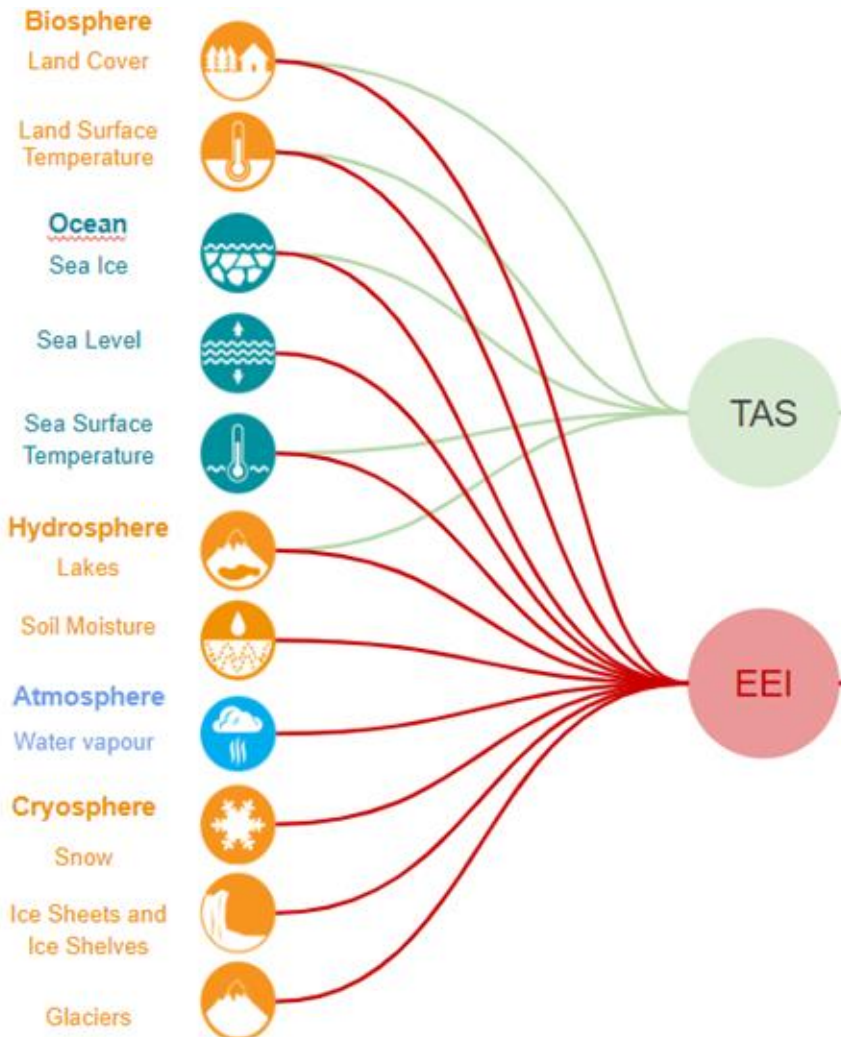 Biosphere
Land Cover
Land Surface
Temperature
Ocean
Sea Ice
Sea Level
Sea Surface
Temperature
Hydrosphere
Lakes
Soil Moisture
Atmosphere
Water vapour
Cryosphere
Snow
Ice Sheets and
Ice Shelves
Glaciers
TAS
EEI